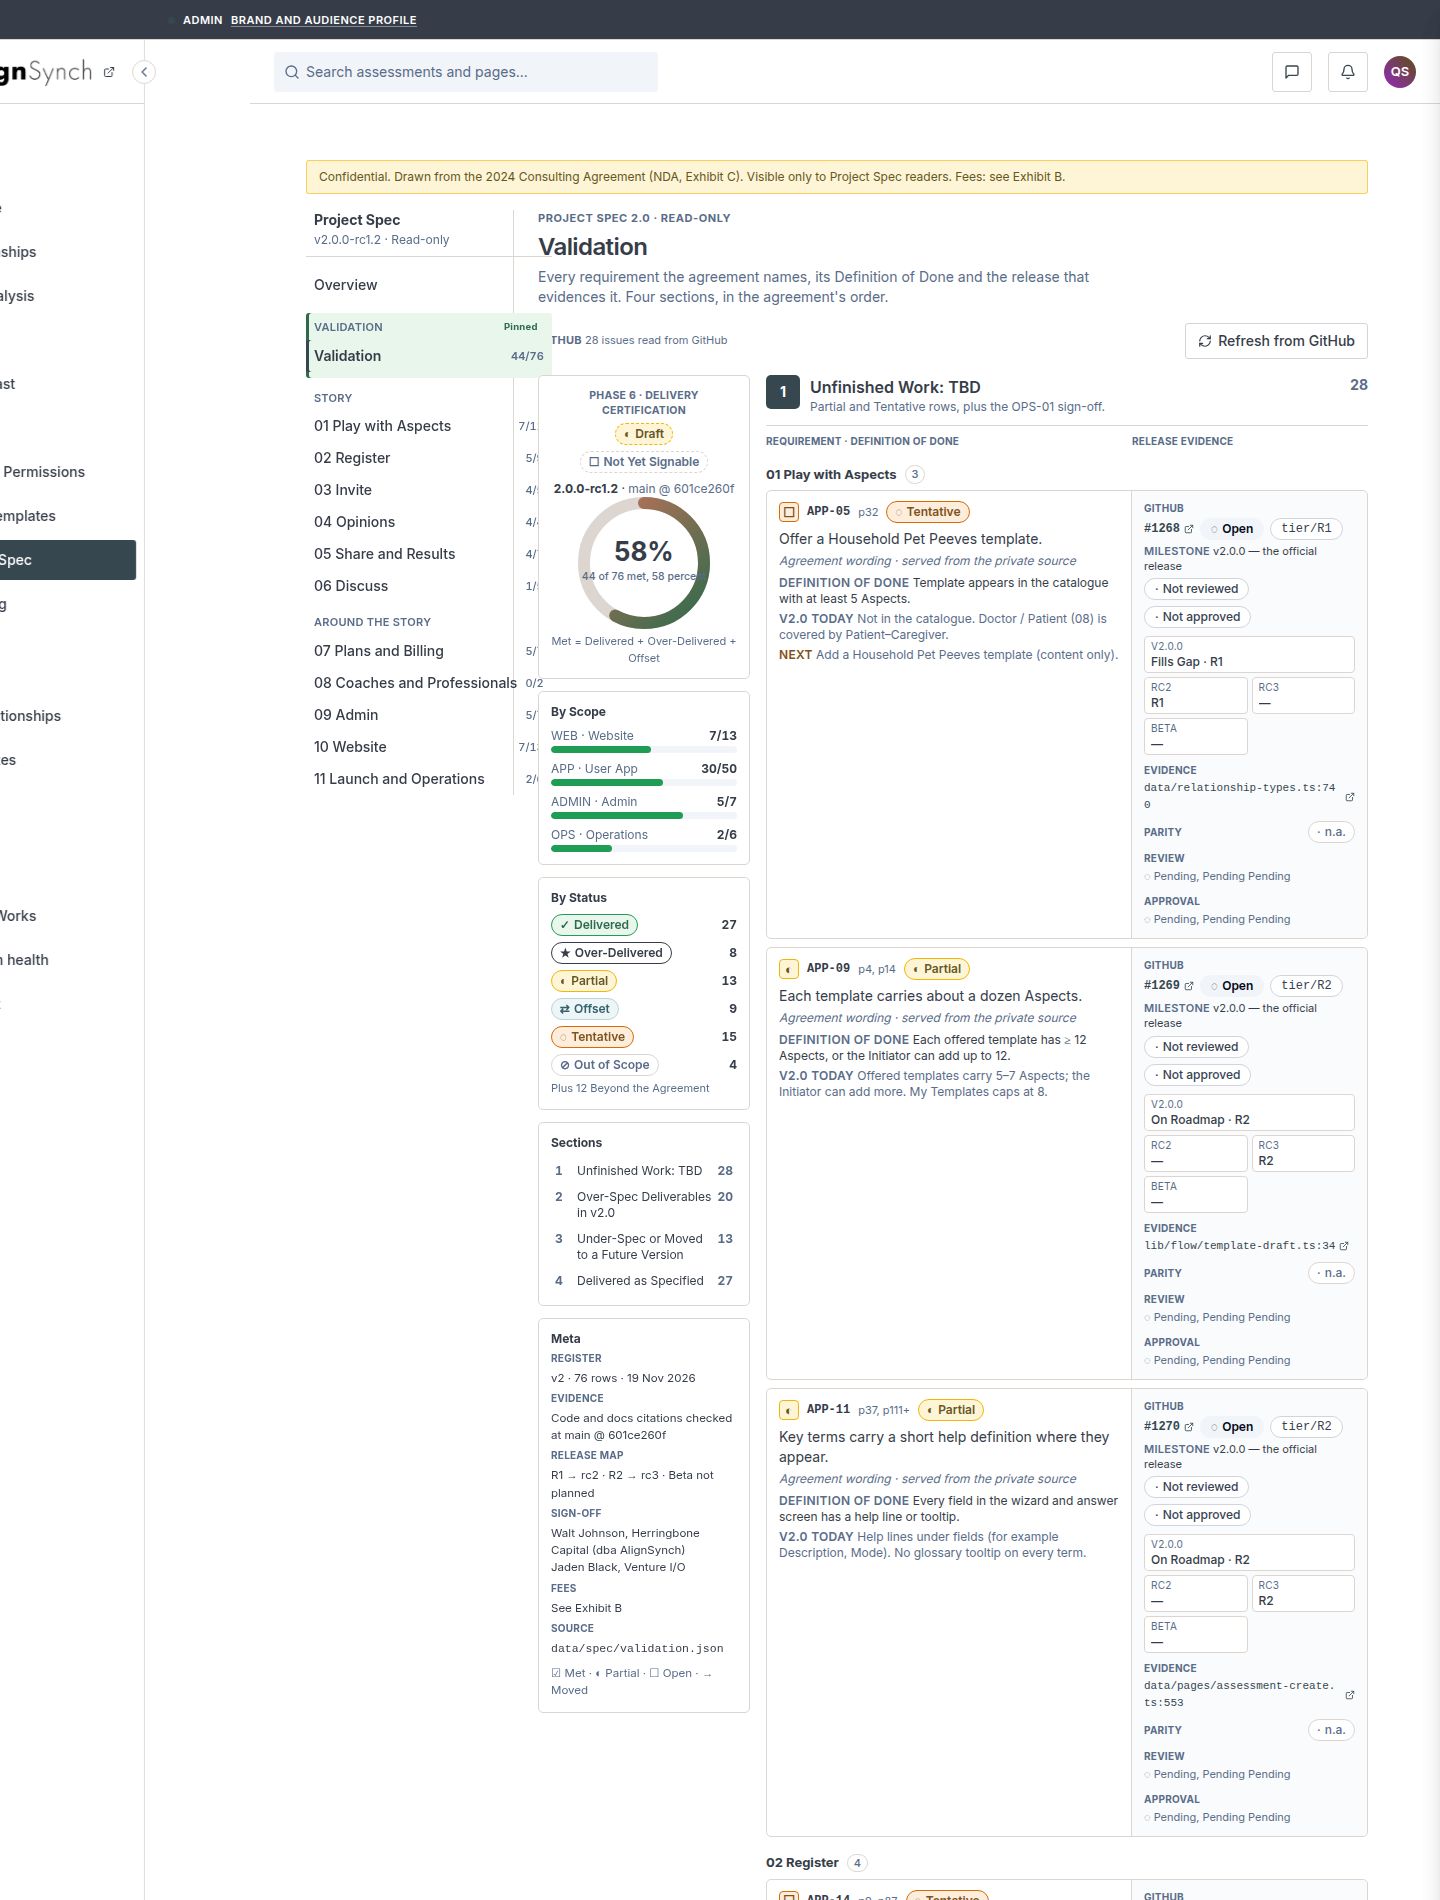 ADMIN BRAND AND AUDIENCE PROFILE
gnSynch
Search assessments and pages...
QS
Confidential. Drawn from the 2024 Consulting Agreement (NDA, Exhibit C). Visible only to Project Spec readers. Fees: see Exhibit B.
Project Spec
v2.0.0-rc1.2 · Read-only
Overview
VALIDATION Pinned
Validation 44/76
STORY
01 Play with Aspects
02 Register
03 Invite
04 Opinions
05 Share and Results
06 Discuss
AROUND THE STORY
07 Plans and Billing
08 Coaches and Professionals 0/2
09 Admin
10 Website
11 Launch and Operations
ships
alysis
ast
Permissions
emplates
Spec
g
tionships
tes
Works
n health
PROJECT SPEC 2.0 · READ-ONLY
Validation
Every requirement the agreement names, its Definition of Done and the release that
evidences it. Four sections, in the agreement's order.
THUB 28 issues read from GitHub
Refresh from GitHub
PHASE 6 · DELIVERY
CERTIFICATION
Draft
Not Yet Signable
2.0.0-rc1.2 · main @ 601ce260f
58%
44 of 76 met, 58 perce
Met = Delivered + Over-Delivered +
Offset
By Scope
WEB · Website 7/13
APP · User App 30/50
ADMIN · Admin 5/7
OPS · Operations 2/6
By Status
✓ Delivered 27
★ Over-Delivered 8
Partial 13
⇄ Offset 9
Tentative 15
⊘ Out of Scope 4
Plus 12 Beyond the Agreement
Sections
1 Unfinished Work: TBD 28
2 Over-Spec Deliverables 20
in v2.0
3 Under-Spec or Moved 13
to a Future Version
4 Delivered as Specified 27
Meta
REGISTER
v2 · 76 rows · 19 Nov 2026
EVIDENCE
Code and docs citations checked
at main @ 601ce260f
RELEASE MAP
R1 → rc2 · R2 → rc3 · Beta not
planned
SIGN-OFF
Walt Johnson, Herringbone
Capital (dba AlignSynch)
Jaden Black, Venture I/O
FEES
See Exhibit B
SOURCE
data/spec/validation.json
☑ Met · ◖ Partial · ☐ Open · →
Moved
1 Unfinished Work: TBD 28
Partial and Tentative rows, plus the OPS-01 sign-off.
REQUIREMENT · DEFINITION OF DONE RELEASE EVIDENCE
01 Play with Aspects 3
APP-05 p32 Tentative
Offer a Household Pet Peeves template.
Agreement wording · served from the private source
DEFINITION OF DONE Template appears in the catalogue
with at least 5 Aspects.
V2.0 TODAY Not in the catalogue. Doctor / Patient (08) is
covered by Patient–Caregiver.
NEXT Add a Household Pet Peeves template (content only).
GITHUB
#1268 Open tier/R1
MILESTONE v2.0.0 — the official
release
· Not reviewed
· Not approved
V2.0.0
Fills Gap · R1
RC2 RC3
R1 —
BETA
—
EVIDENCE
data/relationship-types.ts:74
0
PARITY · n.a.
REVIEW
Pending, Pending Pending
APPROVAL
Pending, Pending Pending
APP-09 p4, p14 Partial
Each template carries about a dozen Aspects.
Agreement wording · served from the private source
DEFINITION OF DONE Each offered template has ≥ 12
Aspects, or the Initiator can add up to 12.
V2.0 TODAY Offered templates carry 5–7 Aspects; the
Initiator can add more. My Templates caps at 8.
GITHUB
#1269 Open tier/R2
MILESTONE v2.0.0 — the official
release
· Not reviewed
· Not approved
V2.0.0
On Roadmap · R2
RC2 RC3
— R2
BETA
—
EVIDENCE
lib/flow/template-draft.ts:34
PARITY · n.a.
REVIEW
Pending, Pending Pending
APPROVAL
Pending, Pending Pending
APP-11 p37, p111+ Partial
Key terms carry a short help definition where they
appear.
Agreement wording · served from the private source
DEFINITION OF DONE Every field in the wizard and answer
screen has a help line or tooltip.
V2.0 TODAY Help lines under fields (for example
Description, Mode). No glossary tooltip on every term.
GITHUB
#1270 Open tier/R2
MILESTONE v2.0.0 — the official
release
· Not reviewed
· Not approved
V2.0.0
On Roadmap · R2
RC2 RC3
— R2
BETA
—
EVIDENCE
data/pages/assessment-create.
ts:553
PARITY · n.a.
REVIEW
Pending, Pending Pending
APPROVAL
Pending, Pending Pending
02 Register 4
APP-14 Tentative
GITHUB